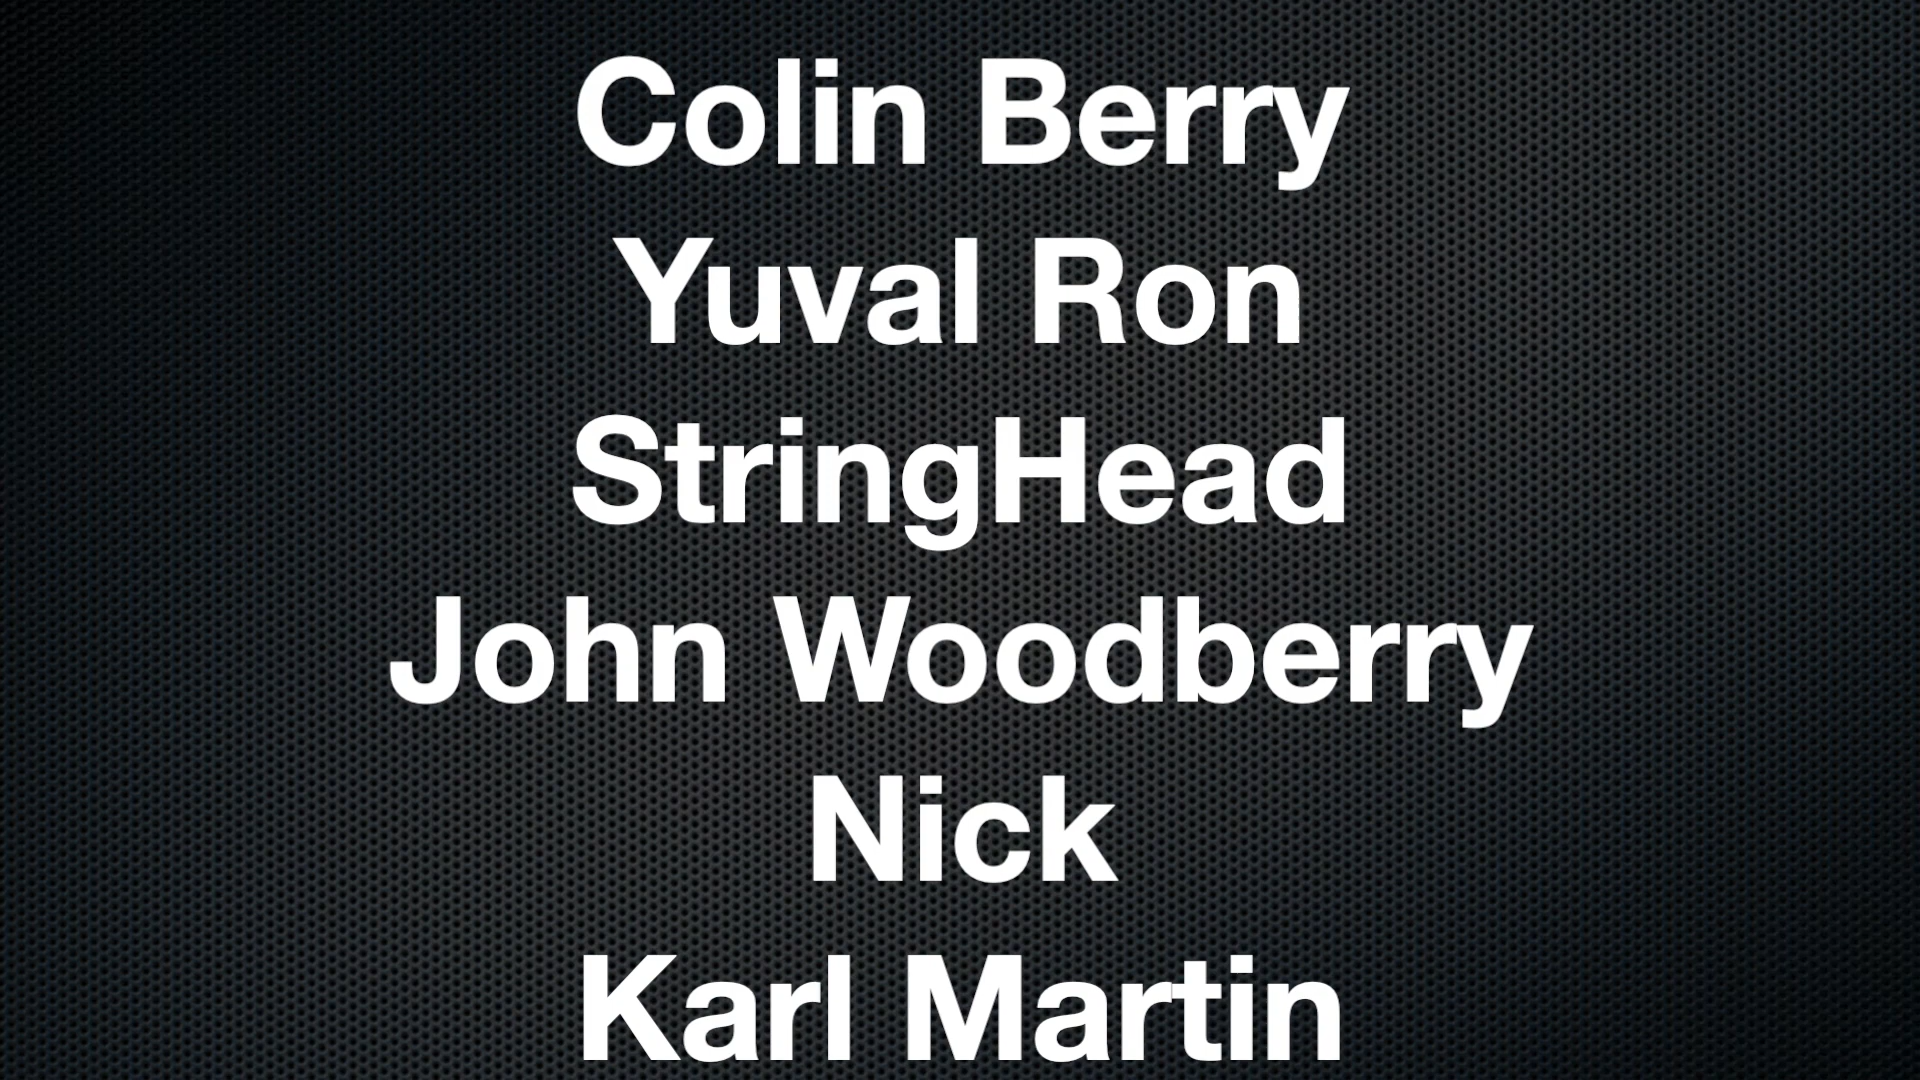 Colin Berry
Yuval Ron
StringHead
John Woodberry
Nick
Karl Martin